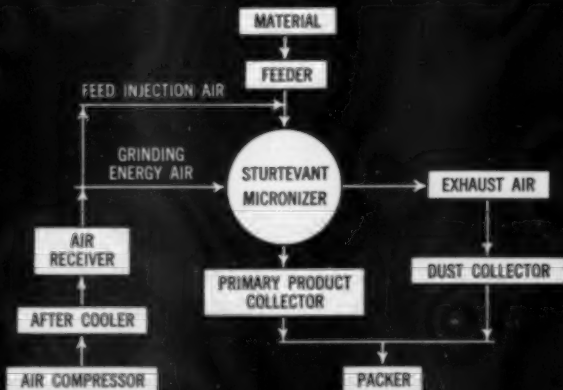 MATERIAL
FEEDER
FEED INJECTION AIR
GRINDING
ENERGY AIR
STURTEVANT
MICRONIZER
EXHAUST AIR
AIR
RECEIVER
PRIMARY PRODUCT
COLLECTOR
DUST COLLECTOR
AFTER COOLER
AIR COMPRESSOR
PACKER